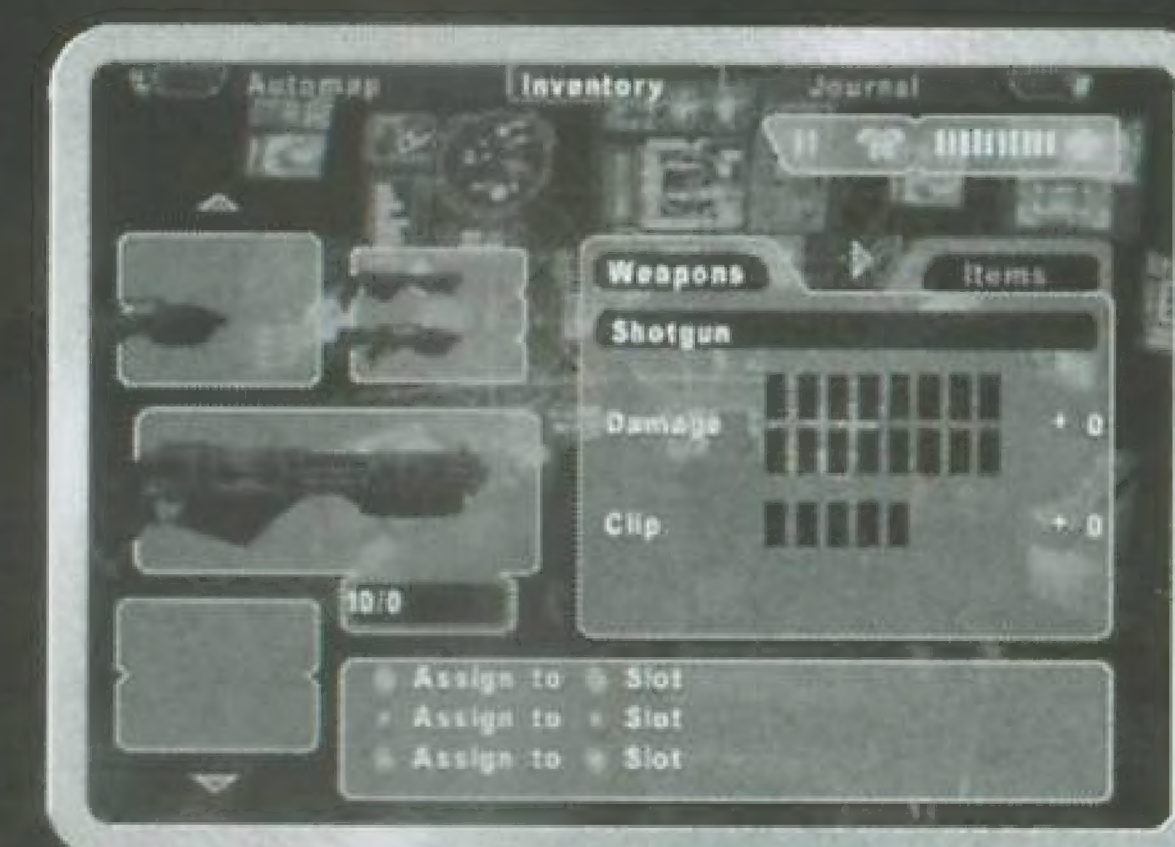 Automap Inventory Journal
Weapons Items
Shotgun
Damage + 0
Clip + 0
10/0
Assign to Slot
Assign to Slot
Assign to Slot